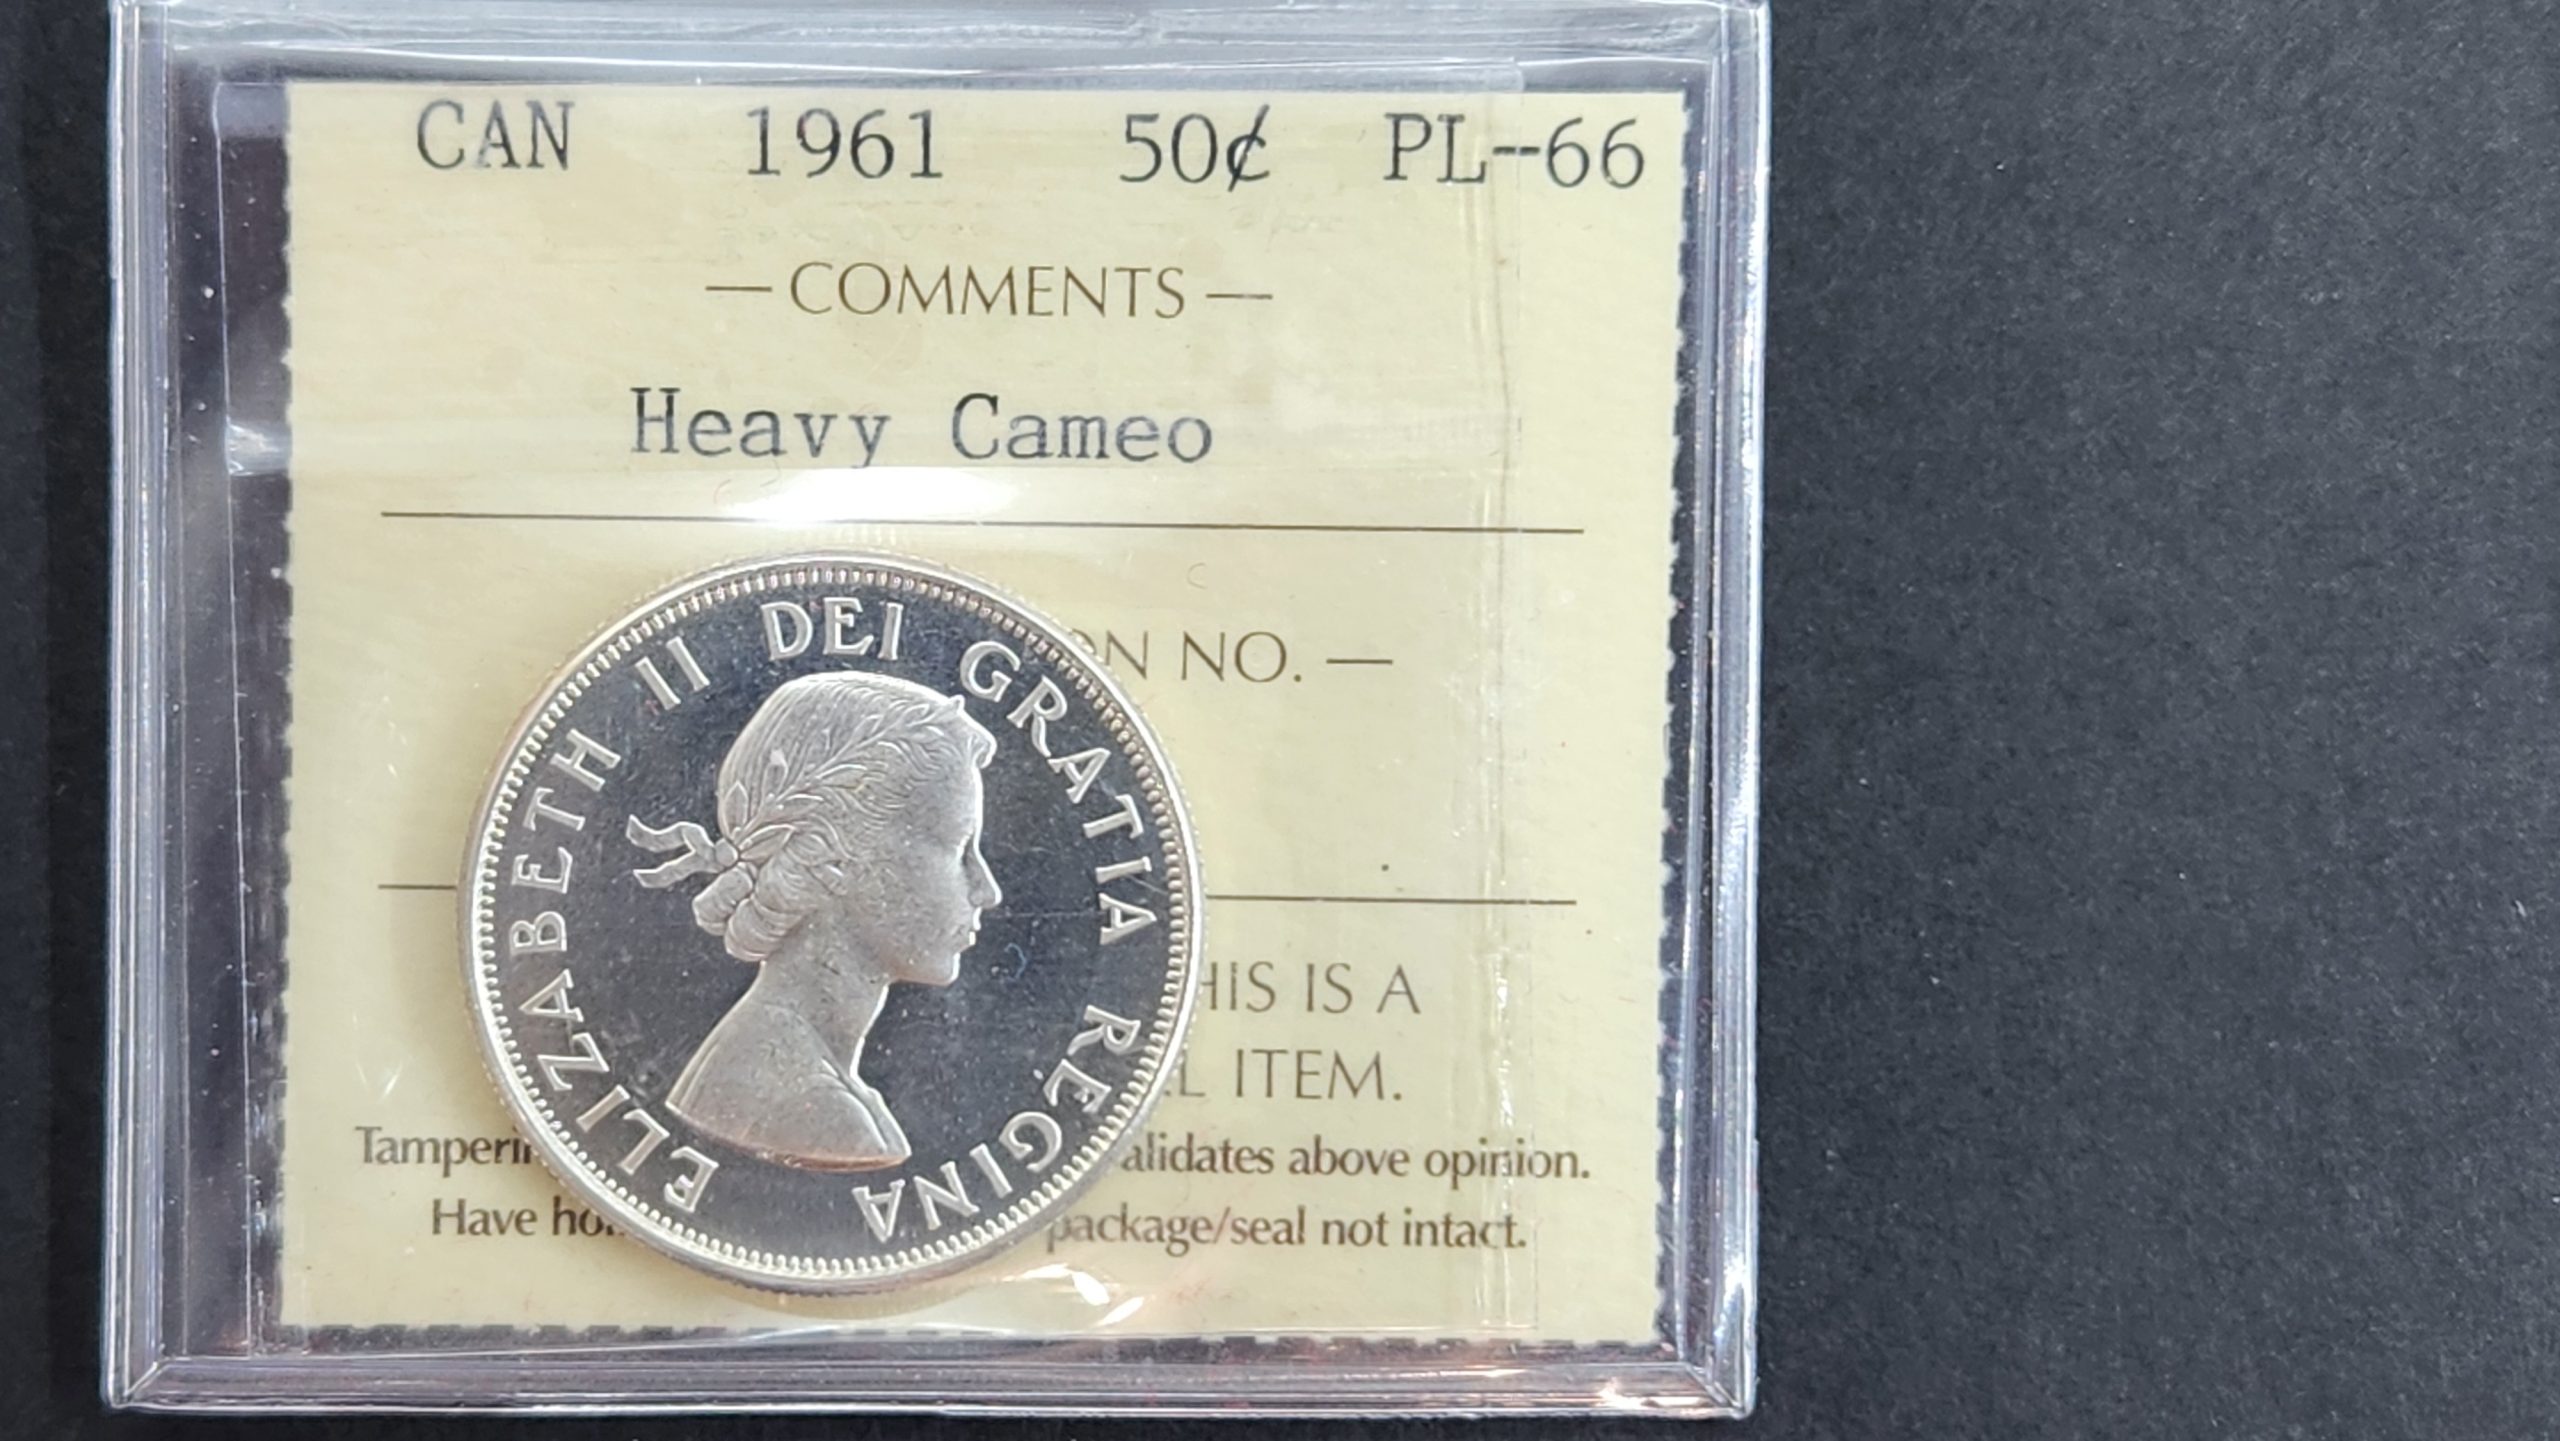 CAN 1961 50¢ PL-66
— COMMENTS —
Heavy Cameo
NO. —
ELIZABETH II DEI GRATIA REGINA
IS A
ITEM.
above opinion.
Have package/seal not intact.